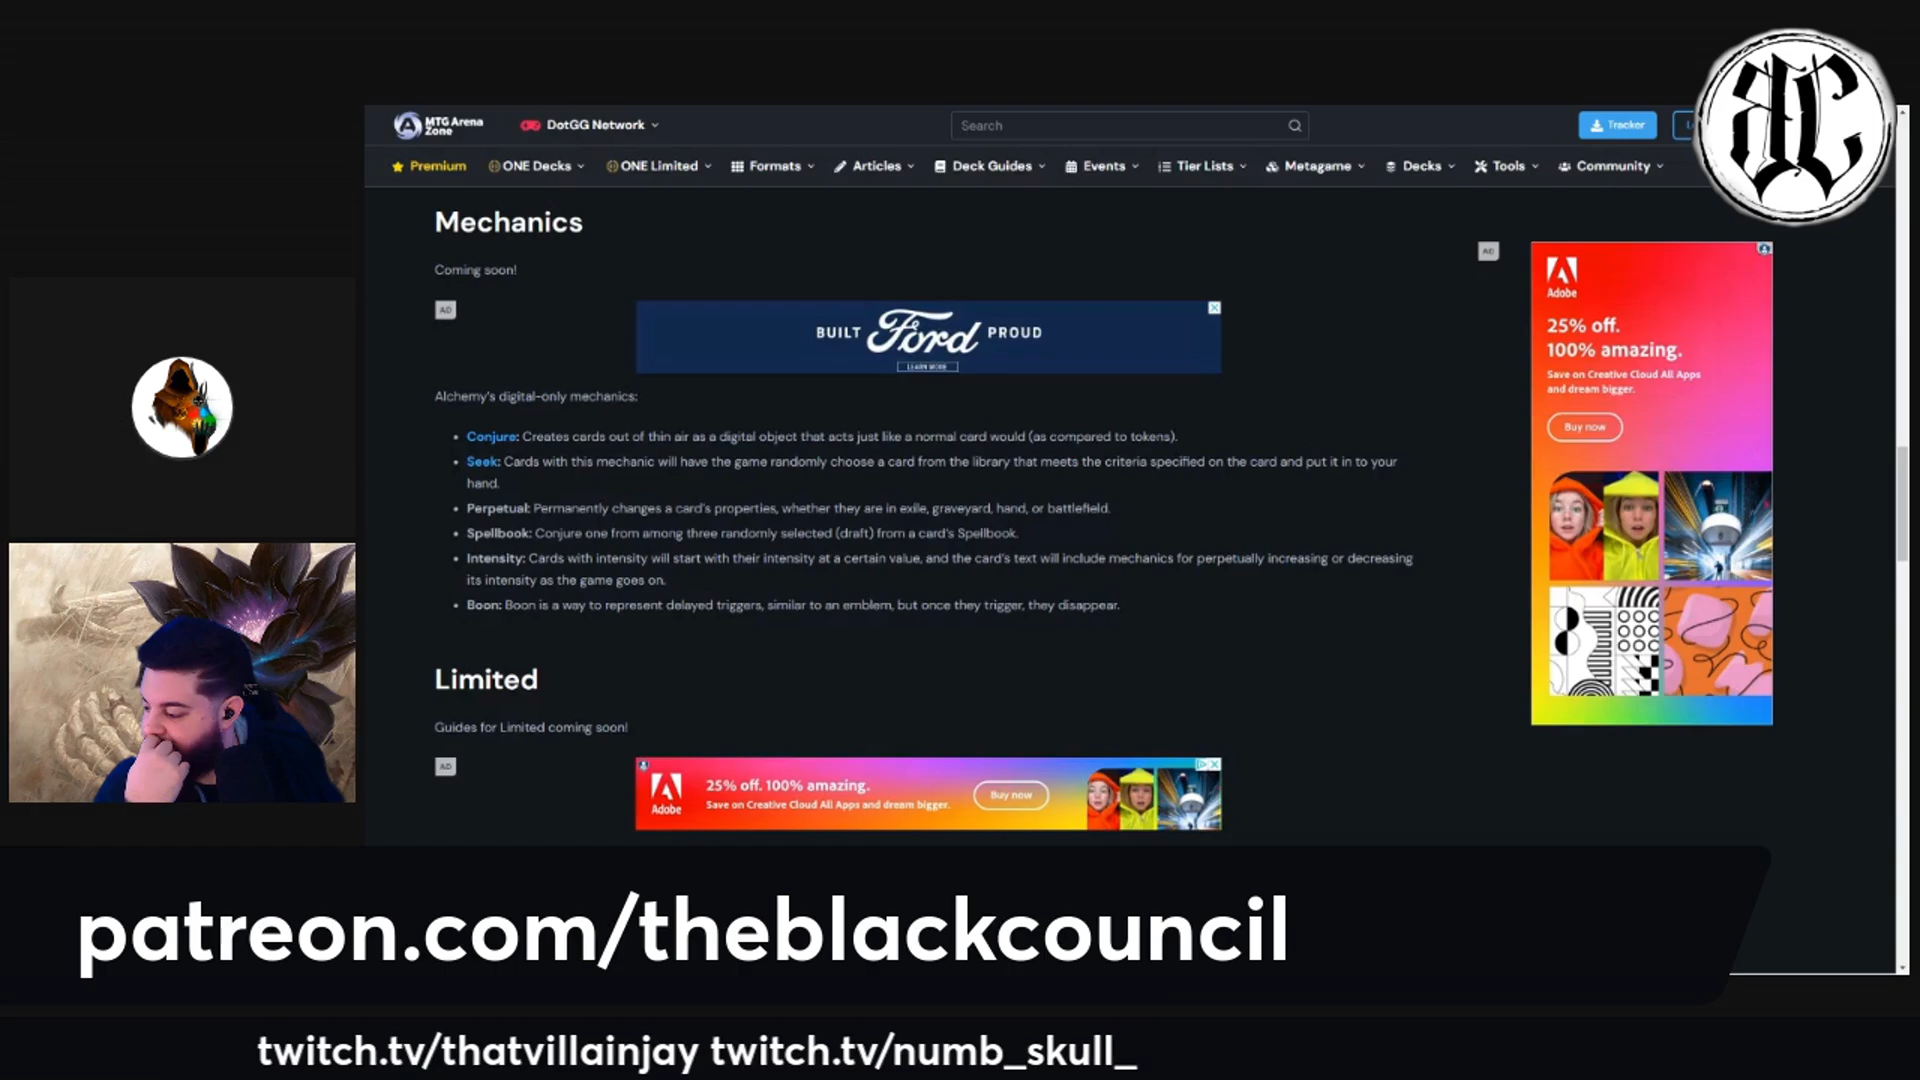 MTG Arena
Zone
DotGG Network
Search
Tracker
Premium
ONE Decks
ONE Limited
Formats
Articles
Deck Guides
Events
Tier Lists
Metagame
Decks
Tools
Community
Mechanics
Coming soon!
AD
BUILT Ford PROUD
LEARN MORE
AD
Adobe
25% off.
100% amazing.
Save on Creative Cloud All Apps
and dream bigger.
Buy now
Alchemy's digital-only mechanics:
• Conjure: Creates cards out of thin air as a digital object that acts just like a normal card would (as compared to tokens).
• Seek: Cards with this mechanic will have the game randomly choose a card from the library that meets the criteria specified on the card and put it in to your
hand.
• Perpetual: Permanently changes a card's properties, whether they are in exile, graveyard, hand, or battlefield.
• Spellbook: Conjure one from among three randomly selected (draft) from a card's Spellbook.
• Intensity: Cards with intensity will start with their intensity at a certain value, and the card's text will include mechanics for perpetually increasing or decreasing
its intensity as the game goes on.
• Boon: Boon is a way to represent delayed triggers, similar to an emblem, but once they trigger, they disappear.
Limited
Guides for Limited coming soon!
AD
Adobe
25% off. 100% amazing.
Save on Creative Cloud All Apps and dream bigger.
Buy now
patreon.com/theblackcouncil
twitch.tv/thatvillainjay twitch.tv/numb_skull_